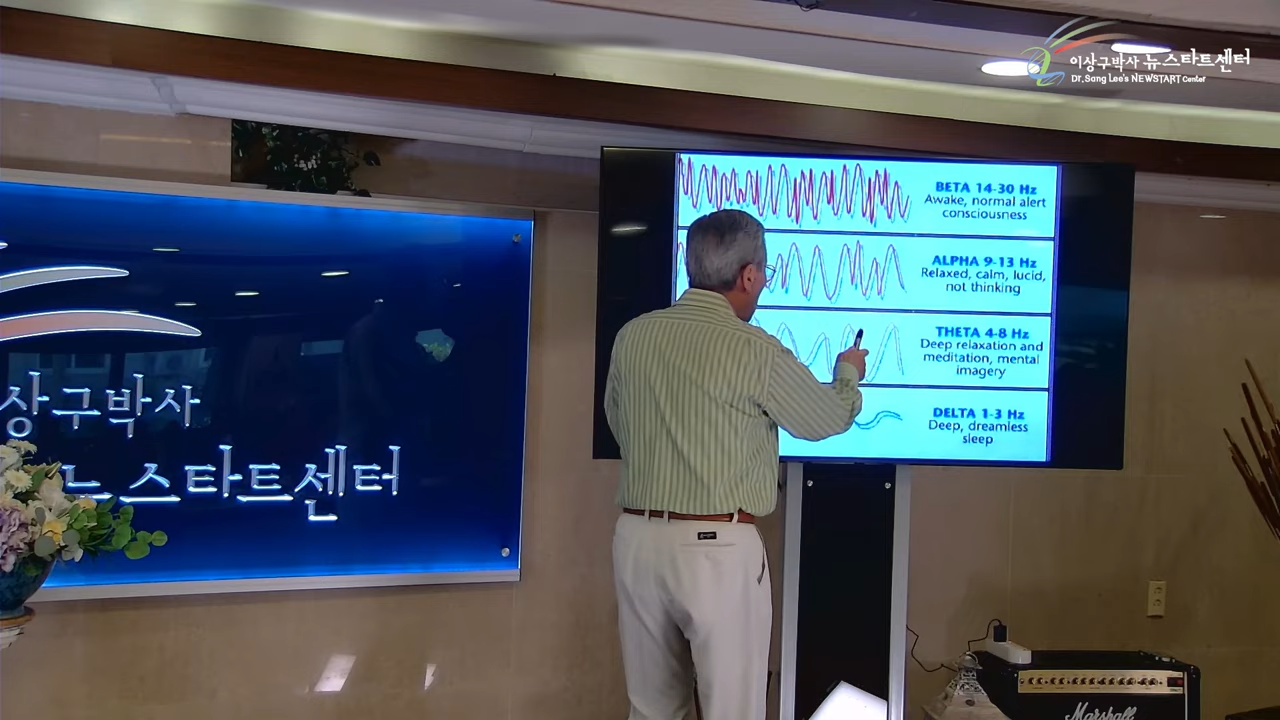 이상구박사 뉴스타트센터
Dr. Sang Lee's NEWSTART Center
BETA 14-30 Hz
Awake, normal alert
consciousness
ALPHA 9-13 Hz
Relaxed, calm, lucid,
not thinking
THETA 4-8 Hz
Deep relaxation and
meditation, mental
imagery
DELTA 1-3 Hz
Deep, dreamless
sleep
상구박사
뉴스타트센터
Marshall